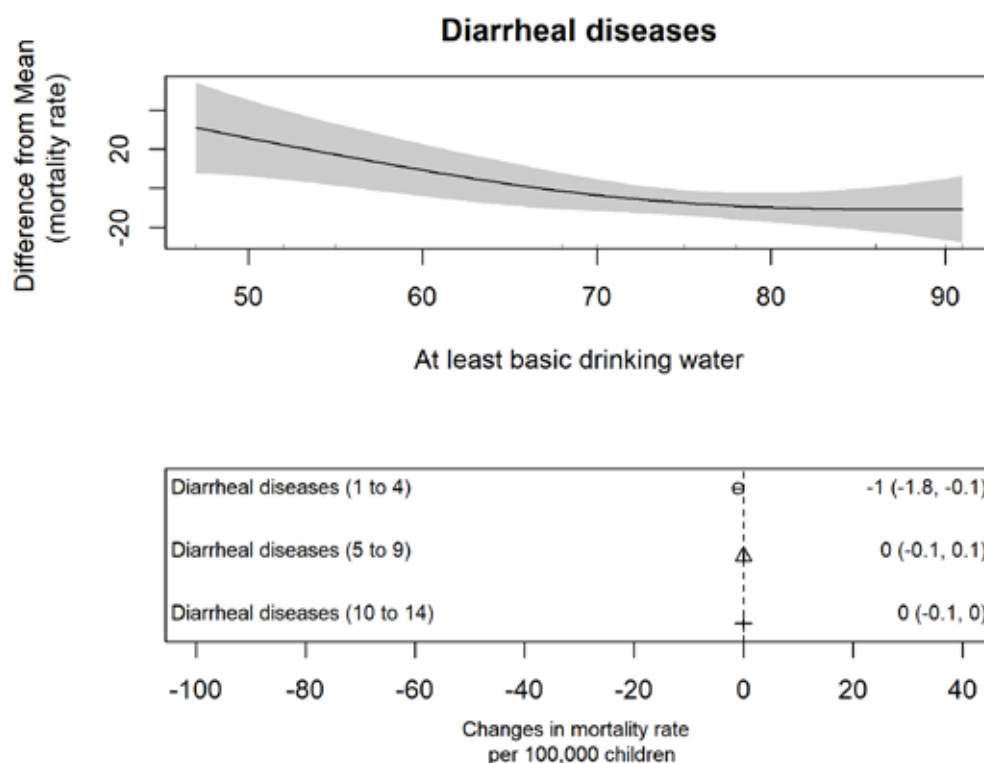 Diarrheal diseases
Difference from Mean
(mortality rate)
20
-20
50 60 70 80 90
At least basic drinking water
Diarrheal diseases (1 to 4) -1 (-1.8, -0.1)
Diarrheal diseases (5 to 9) 0 (-0.1, 0.1)
Diarrheal diseases (10 to 14) 0 (-0.1, 0)
-100 -80 -60 -40 -20 0 20 40
Changes in mortality rate
per 100,000 children